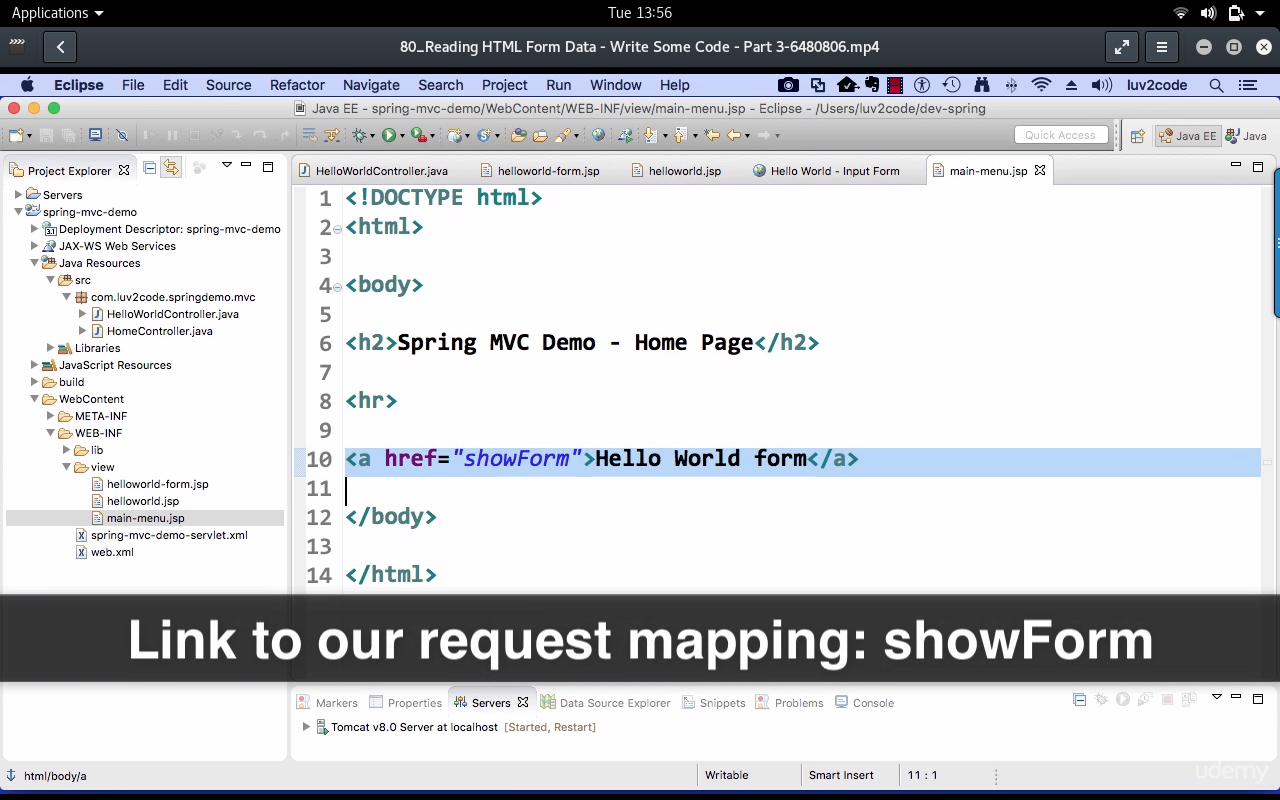 Applications
Tue 13:56
80_Reading HTML Form Data - Write Some Code - Part 3-6480806.mp4
Eclipse File Edit Source Refactor Navigate Search Project Run Window Help luv2code
Java EE - spring-mvc-demo/WebContent/WEB-INF/view/main-menu.jsp - Eclipse - /Users/luv2code/dev-spring
Quick Access Java EE Java
Project Explorer
HelloWorldController.java helloworld-form.jsp helloworld.jsp Hello World - Input Form main-menu.jsp
Servers
spring-mvc-demo
Deployment Descriptor: spring-mvc-demo
JAX-WS Web Services
Java Resources
src
com.luv2code.springdemo.mvc
HelloWorldController.java
HomeController.java
Libraries
JavaScript Resources
build
WebContent
META-INF
WEB-INF
lib
view
helloworld-form.jsp
helloworld.jsp
main-menu.jsp
spring-mvc-demo-servlet.xml
web.xml
1 <!DOCTYPE html>
2 <html>
3
4 <body>
5
6 <h2>Spring MVC Demo - Home Page</h2>
7
8 <hr>
9
10 <a href="showForm">Hello World form</a>
11
12 </body>
13
14 </html>
Link to our request mapping: showForm
Markers Properties Servers Data Source Explorer Snippets Problems Console
Tomcat v8.0 Server at localhost [Started, Restart]
html/body/a
Writable
Smart Insert
11 : 1
udemy